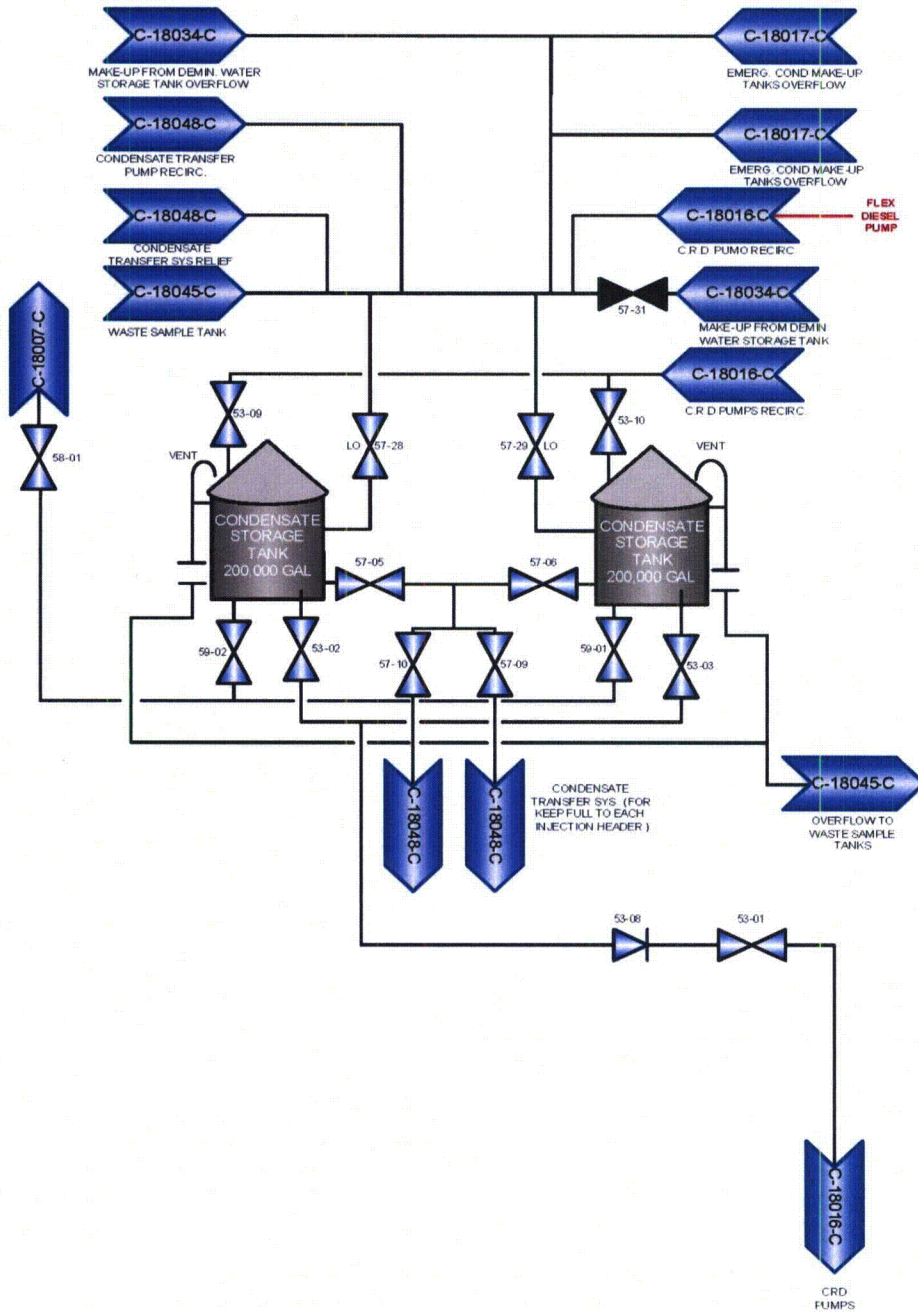 C-18034-C
MAKE-UP FROM DEMIN. WATER
STORAGE TANK OVERFLOW
C-18017-C
EMERG. COND MAKE-UP
TANKS OVERFLOW
C-18048-C
CONDENSATE TRANSFER
PUMP RECIRC.
C-18017-C
EMERG. COND MAKE-UP
TANKS OVERFLOW
C-18048-C
CONDENSATE
TRANSFER SYS RELIEF
C-18016-C
C.R.D. PUMO RECIRC
FLEX
DIESEL
PUMP
C-18045-C
WASTE SAMPLE TANK
57-31
C-18034-C
MAKE-UP FROM DEMIN
WATER STORAGE TANK
C-18007-C
58-01
C-18016-C
C.R.D PUMPS RECIRC.
53-09
53-10
LO 57-28
57-29 LO
VENT
VENT
CONDENSATE
STORAGE
TANK
200,000 GAL
CONDENSATE
STORAGE
TANK
200,000 GAL
57-05
57-06
59-02
53-02
57-10
57-09
59-01
53-03
C-18048-C
C-18048-C
CONDENSATE
TRANSFER SYS. (FOR
KEEP FULL TO EACH
INJECTION HEADER )
C-18045-C
OVERFLOW TO
WASTE SAMPLE
TANKS
53-08
53-01
C-18016-C
CRD
PUMPS